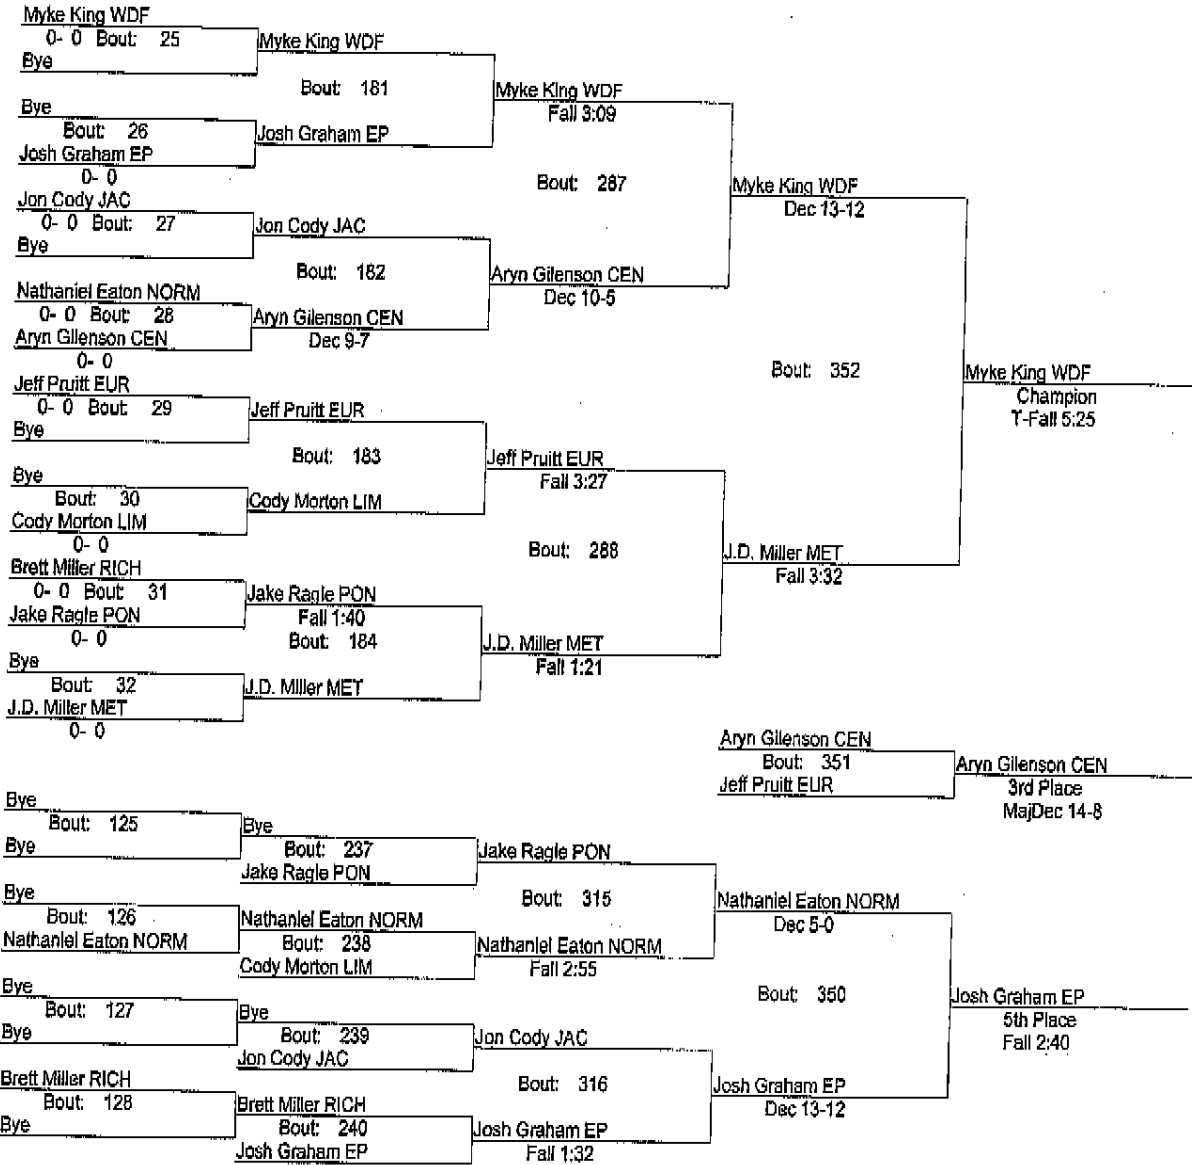 Myke King WDF
0- 0 Bout: 25
Bye
Myke King WDF
Bout: 181
Bye
Bout: 26
Josh Graham EP
0- 0
Josh Graham EP
Myke King WDF
Fall 3:09
Bout: 287
Jon Cody JAC
0- 0 Bout: 27
Bye
Jon Cody JAC
Bout: 182
Nathaniel Eaton NORM
0- 0 Bout: 28
Aryn Gilenson CEN
0- 0
Aryn Gilenson CEN
Dec 9-7
Aryn Gilenson CEN
Dec 10-5
Myke King WDF
Dec 13-12
Bout: 352
Jeff Pruitt EUR
0- 0 Bout: 29
Bye
Jeff Pruitt EUR
Bout: 183
Bye
Bout: 30
Cody Morton LIM
0- 0
Cody Morton LIM
Jeff Pruitt EUR
Fall 3:27
Bout: 288
Brett Miller RICH
0- 0 Bout: 31
Jake Ragle PON
0- 0
Jake Ragle PON
Fall 1:40
Bout: 184
Bye
Bout: 32
J.D. Miller MET
0- 0
J.D. Miller MET
J.D. Miller MET
Fall 1:21
J.D. Miller MET
Fall 3:32
Myke King WDF
Champion
T-Fall 5:25
Aryn Gilenson CEN
Bout: 351
Jeff Pruitt EUR
Aryn Gilenson CEN
3rd Place
MajDec 14-8
Bye
Bout: 125
Bye
Bye
Bout: 237
Jake Ragle PON
Jake Ragle PON
Bout: 315
Bye
Bout: 126
Nathaniel Eaton NORM
Nathaniel Eaton NORM
Bout: 238
Cody Morton LIM
Nathaniel Eaton NORM
Fall 2:55
Nathaniel Eaton NORM
Dec 5-0
Bout: 350
Bye
Bout: 127
Bye
Bye
Bout: 239
Jon Cody JAC
Jon Cody JAC
Bout: 316
Brett Miller RICH
Bout: 128
Bye
Brett Miller RICH
Bout: 240
Josh Graham EP
Josh Graham EP
Fall 1:32
Josh Graham EP
Dec 13-12
Josh Graham EP
5th Place
Fall 2:40